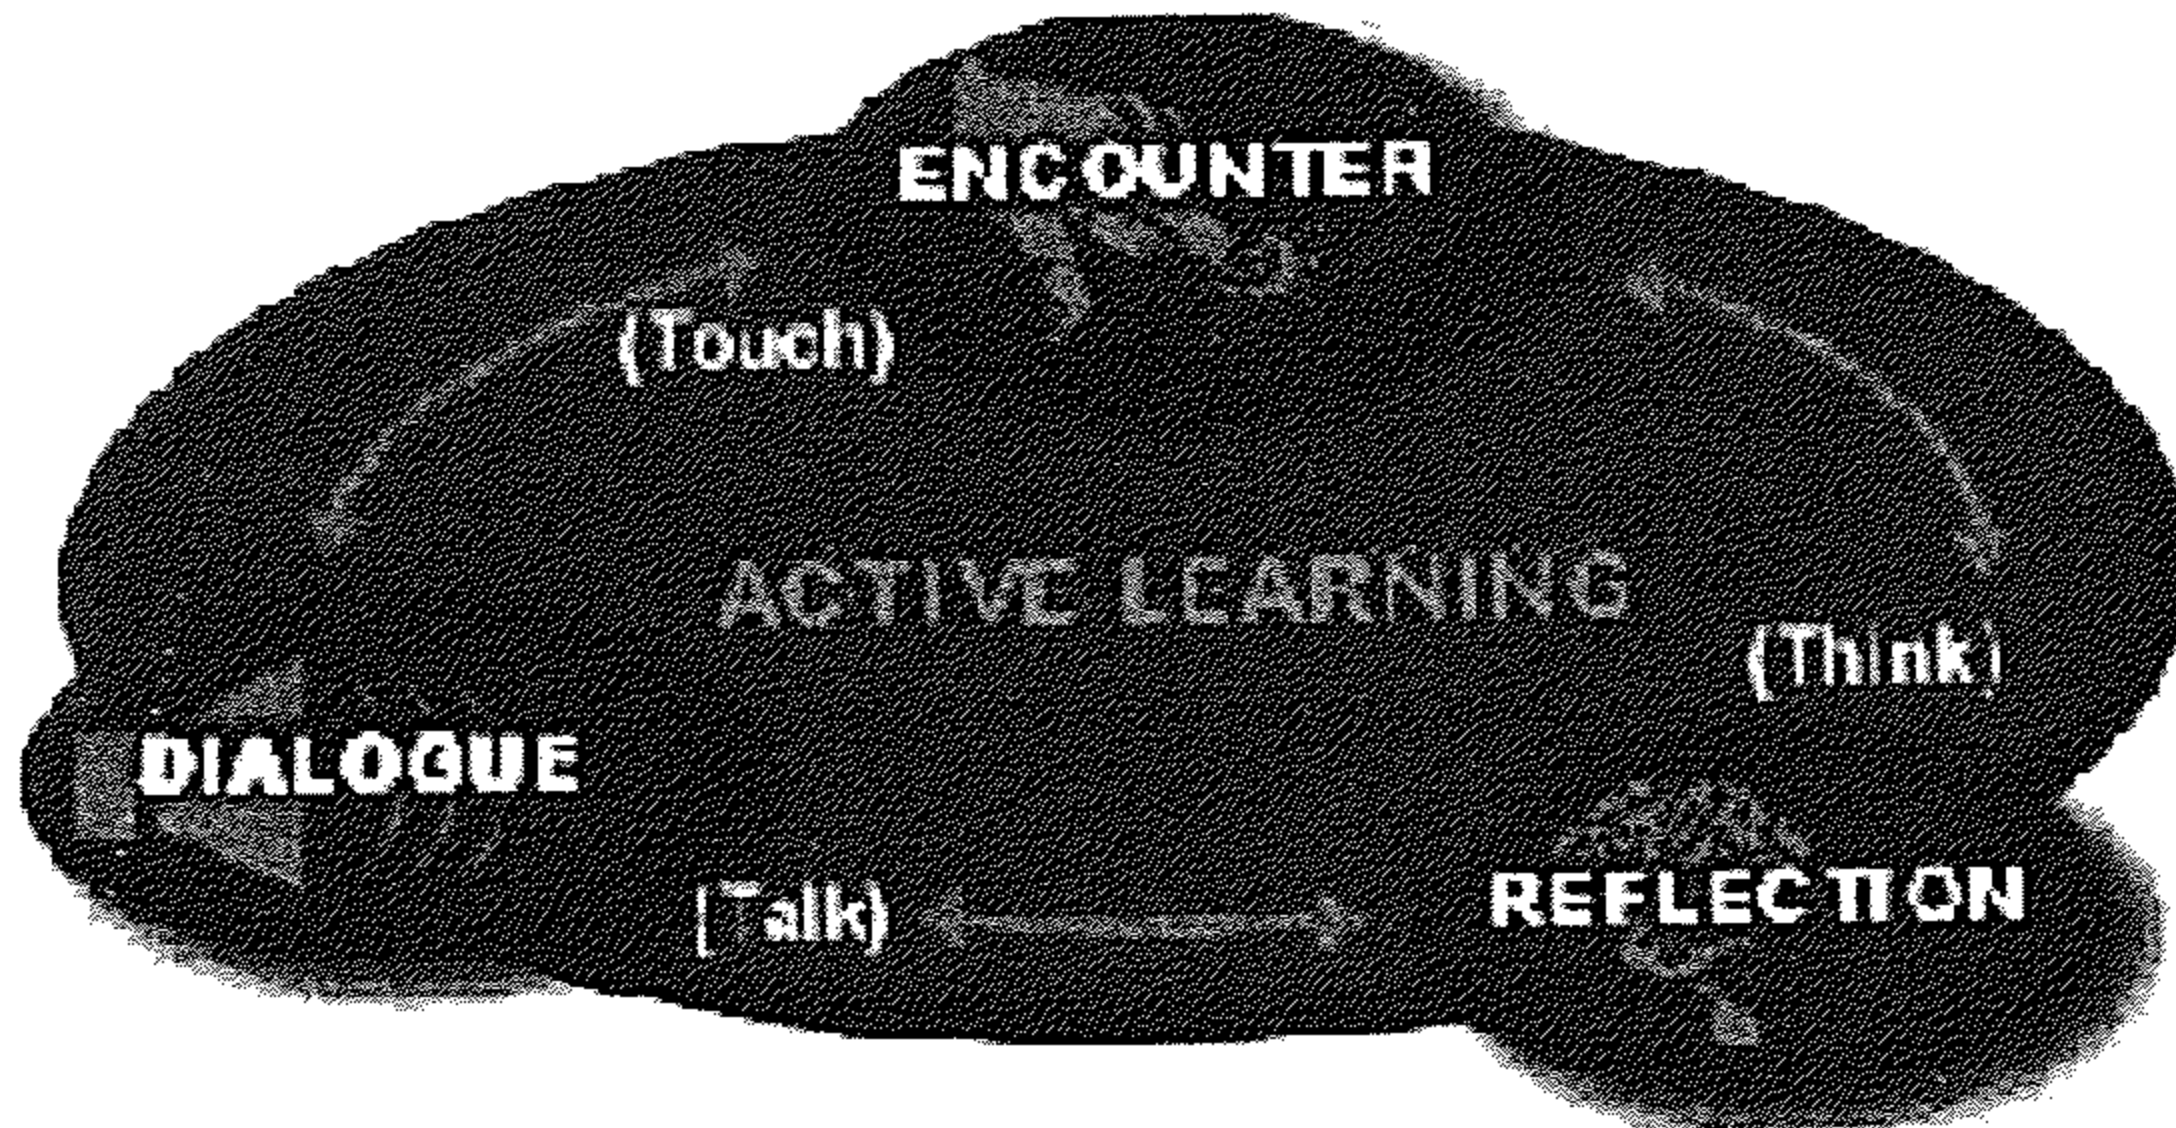 ENCOUNTER
(Touch)
ACTIVE LEARNING
(Think)
DIALOGUE
REFLECTION
(Talk)